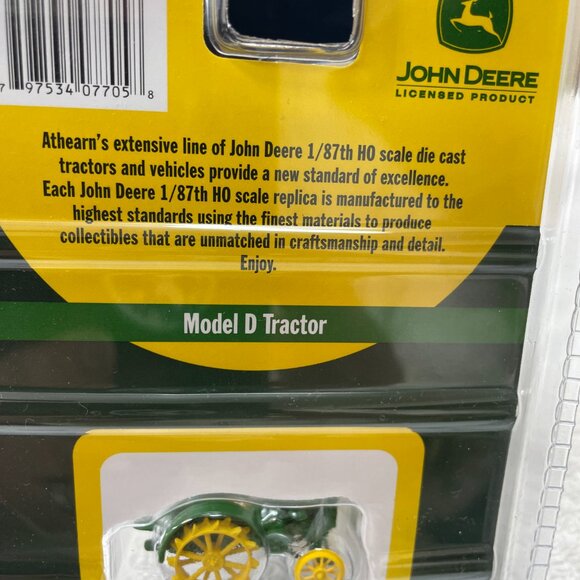 7 97534 07705 8
JOHN DEERE
LICENSED PRODUCT
Athearn's extensive line of John Deere 1/87th HO scale die cast
tractors and vehicles provide a new standard of excellence.
Each John Deere 1/87th HO scale replica is manufactured to the
highest standards using the finest materials to produce
collectibles that are unmatched in craftsmanship and detail.
Enjoy.
Model D Tractor